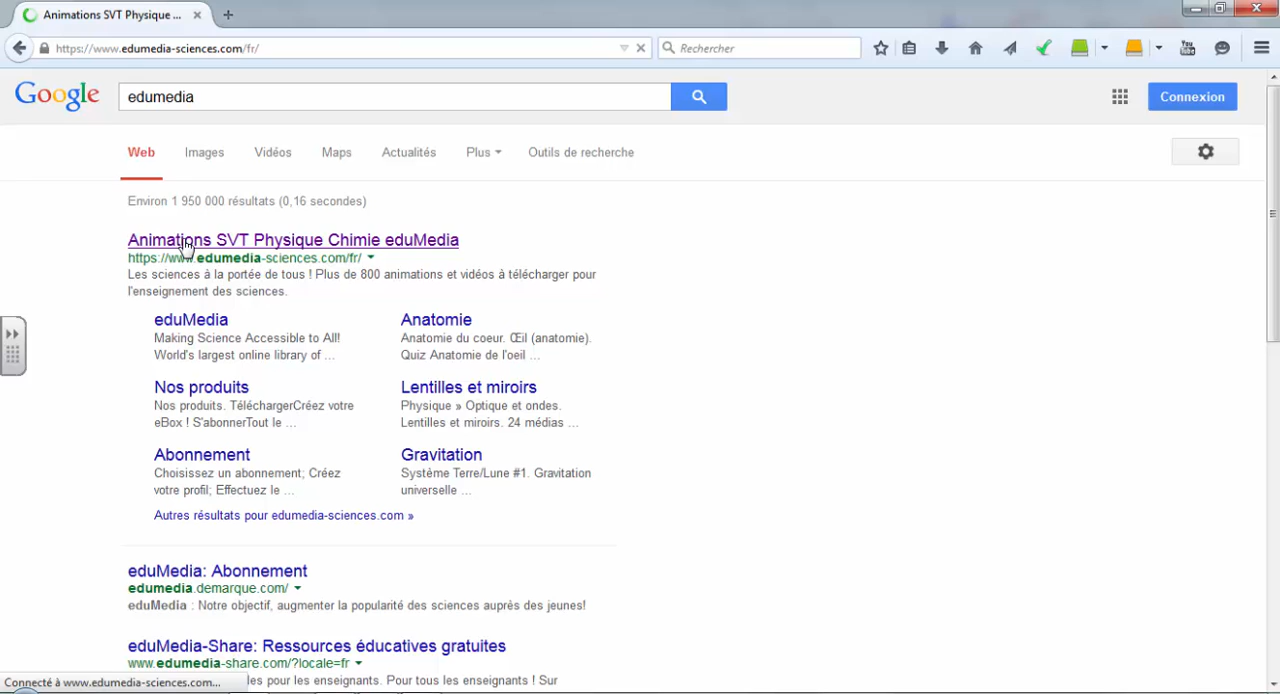 Animations SVT Physique ...
https://www.edumedia-sciences.com/fr/
Rechercher
You
Google
edumedia
Connexion
Web Images Vidéos Maps Actualités Plus Outils de recherche
Environ 1 950 000 résultats (0,16 secondes)
Animations SVT Physique Chimie eduMedia
https://www.edumedia-sciences.com/fr/
Les sciences à la portée de tous ! Plus de 800 animations et vidéos à télécharger pour
l'enseignement des sciences.
eduMedia
Making Science Accessible to All!
World's largest online library of ...
Anatomie
Anatomie du coeur. Œil (anatomie).
Quiz Anatomie de l'oeil ...
Nos produits
Nos produits. TéléchargerCréez votre
eBox ! S'abonnerTout le ...
Lentilles et miroirs
Physique » Optique et ondes.
Lentilles et miroirs. 24 médias ...
Abonnement
Choisissez un abonnement; Créez
votre profil; Effectuez le ...
Gravitation
Système Terre/Lune #1. Gravitation
universelle ...
Autres résultats pour edumedia-sciences.com »
eduMedia: Abonnement
edumedia.demarque.com/
eduMedia : Notre objectif, augmenter la popularité des sciences auprès des jeunes!
eduMedia-Share: Ressources éducatives gratuites
www.edumedia-share.com/?locale=fr
les pour les enseignants. Pour tous les enseignants ! Sur
Connecté à www.edumedia-sciences.com...